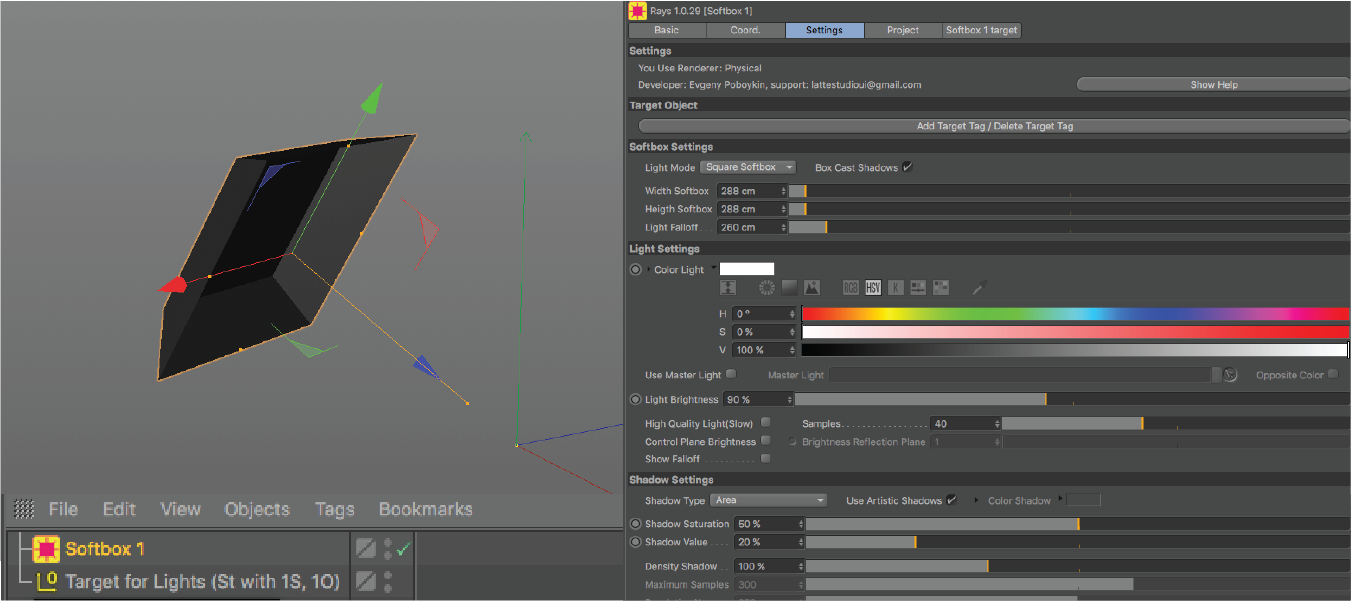 Rays 1.0.29 [Softbox 1]
Basic Coord. Settings Project Softbox 1 target
Settings
You Use Renderer: Physical
Developer: Evgeny Poboykin, support: lattestudioui@gmail.com Show Help
Target Object
Add Target Tag / Delete Target Tag
Softbox Settings
Light Mode Square Softbox Box Cast Shadows
Width Softbox 288 cm
Heigth Softbox 288 cm
Light Falloff. . . 260 cm
Light Settings
Color Light
RGB HSV K
H 0 °
S 0 %
V 100 %
Use Master Light Master Light Opposite Color
Light Brightness 90 %
High Quality Light(Slow) Samples. . . . . . . . . . . . . . . . 40
Control Plane Brightness Brightness Reflection Plane 1
Show Falloff . . . . . . . . . .
Shadow Settings
Shadow Type Area Use Artistic Shadows Color Shadow
Shadow Saturation 50 %
Shadow Value . . . . 20 %
Density Shadow . . 100 %
Maximum Samples 300
File Edit View Objects Tags Bookmarks
Softbox 1
0 Target for Lights (St with 1S, 1O)